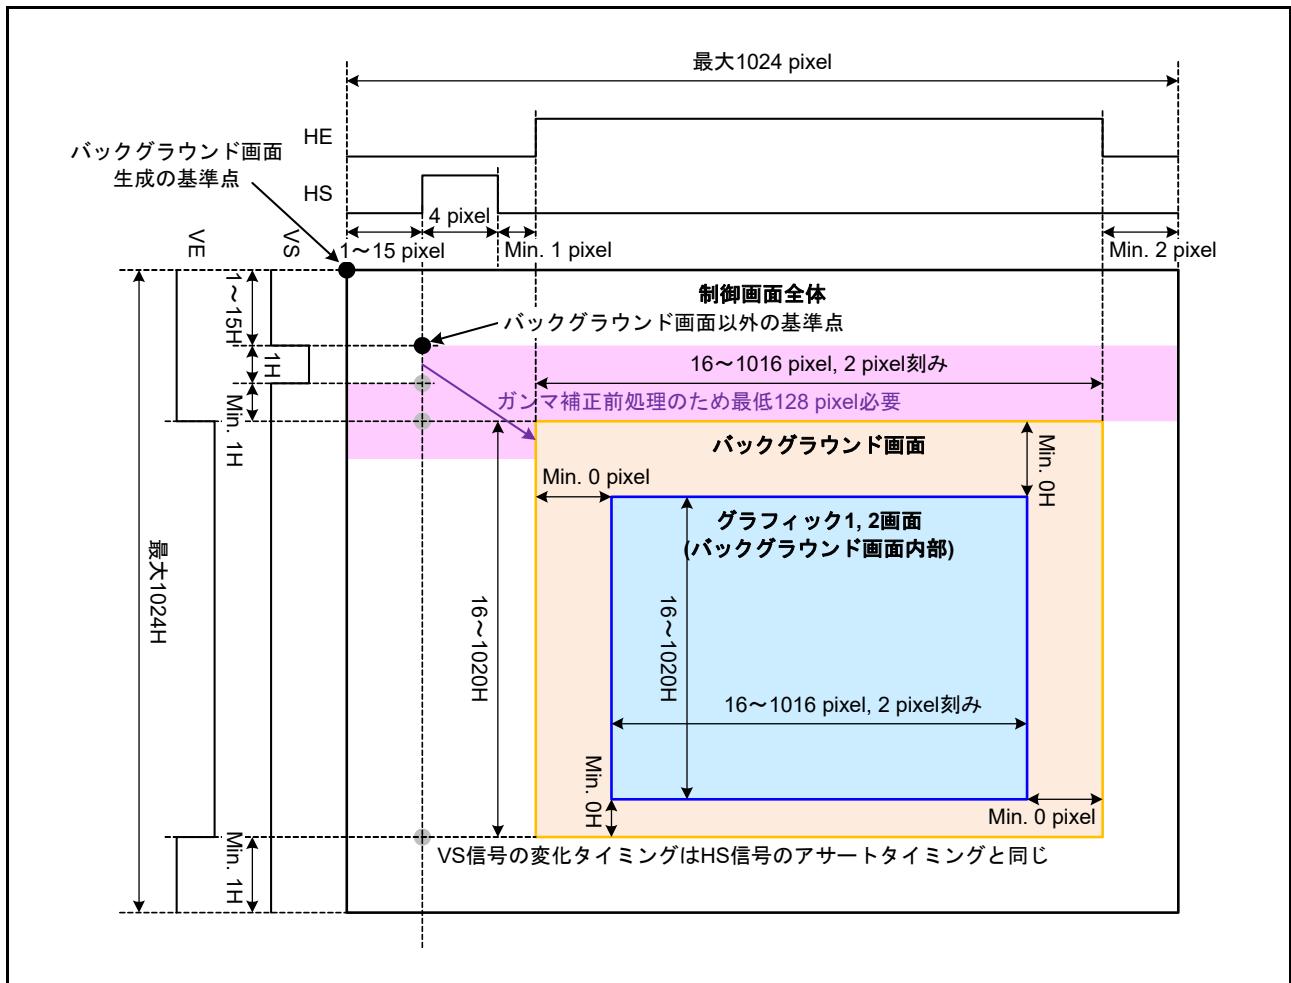 最大1024 pixel
HE
バックグラウンド画面
生成の基準点
HS
4 pixel
1～15 pixel
Min. 1 pixel
Min. 2 pixel
VE
VS
1～15H
制御画面全体
バックグラウンド画面以外の基準点
1H
16～1016 pixel, 2 pixel刻み
ガンマ補正前処理のため最低128 pixel必要
Min. 1H
バックグラウンド画面
Min. 0H
Min. 0 pixel
グラフィック1, 2画面
(バックグラウンド画面内部)
最大1024H
16～1020H
16～1020H
16～1016 pixel, 2 pixel刻み
Min. 0H
Min. 0 pixel
Min. 1H
VS信号の変化タイミングはHS信号のアサートタイミングと同じ